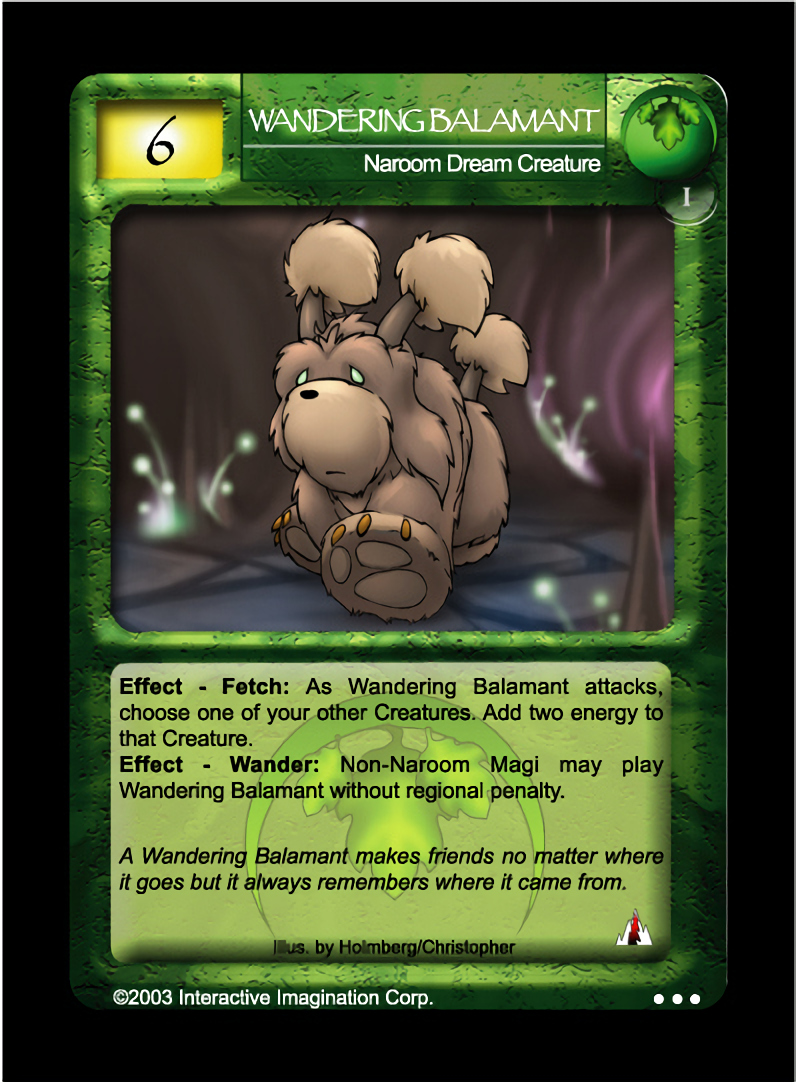 6
WANDERING BALAMANT
Naroom Dream Creature
I
Effect - Fetch: As Wandering Balamant attacks,
choose one of your other Creatures. Add two energy to
that Creature.
Effect - Wander: Non-Naroom Magi may play
Wandering Balamant without regional penalty.
A Wandering Balamant makes friends no matter where
it goes but it always remembers where it came from.
Illus. by Holmberg/Christopher
©2003 Interactive Imagination Corp.